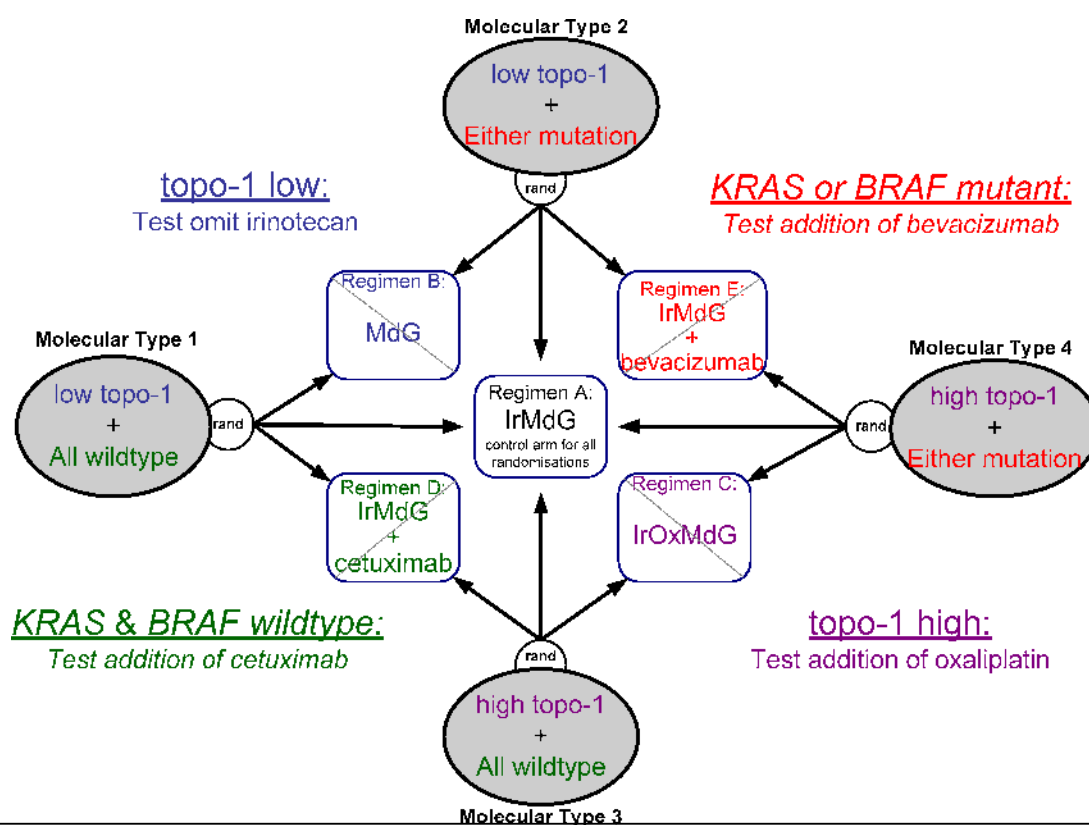 Molecular Type 2
low topo-1
+
Either mutation
rand
topo-1 low:
Test omit irinotecan
KRAS or BRAF mutant:
Test addition of bevacizumab
Regimen B:
MdG
Regimen E:
IrMdG
+
bevacizumab
Molecular Type 1
low topo-1
+
All wildtype
rand
Regimen A:
IrMdG
control arm for all
randomisations
Molecular Type 4
high topo-1
+
Either mutation
rand
Regimen D:
IrMdG
+
cetuximab
Regimen C:
IrOxMdG
KRAS & BRAF wildtype:
Test addition of cetuximab
topo-1 high:
Test addition of oxaliplatin
rand
high topo-1
+
All wildtype
Molecular Type 3